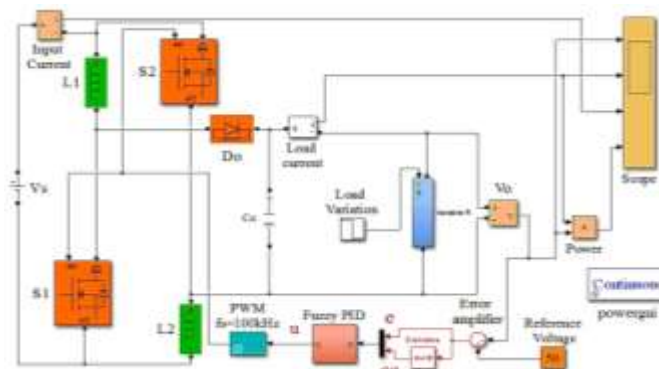 Input
Current
L1
S2
Do
Load
current
Vs
Co
Load
Variation
Vo
Scope
Power
S1
L2
PWM
fs=100kHz
u
Fuzzy PID
e
Error
amplifier
Reference
Voltage
Continuous
powergui